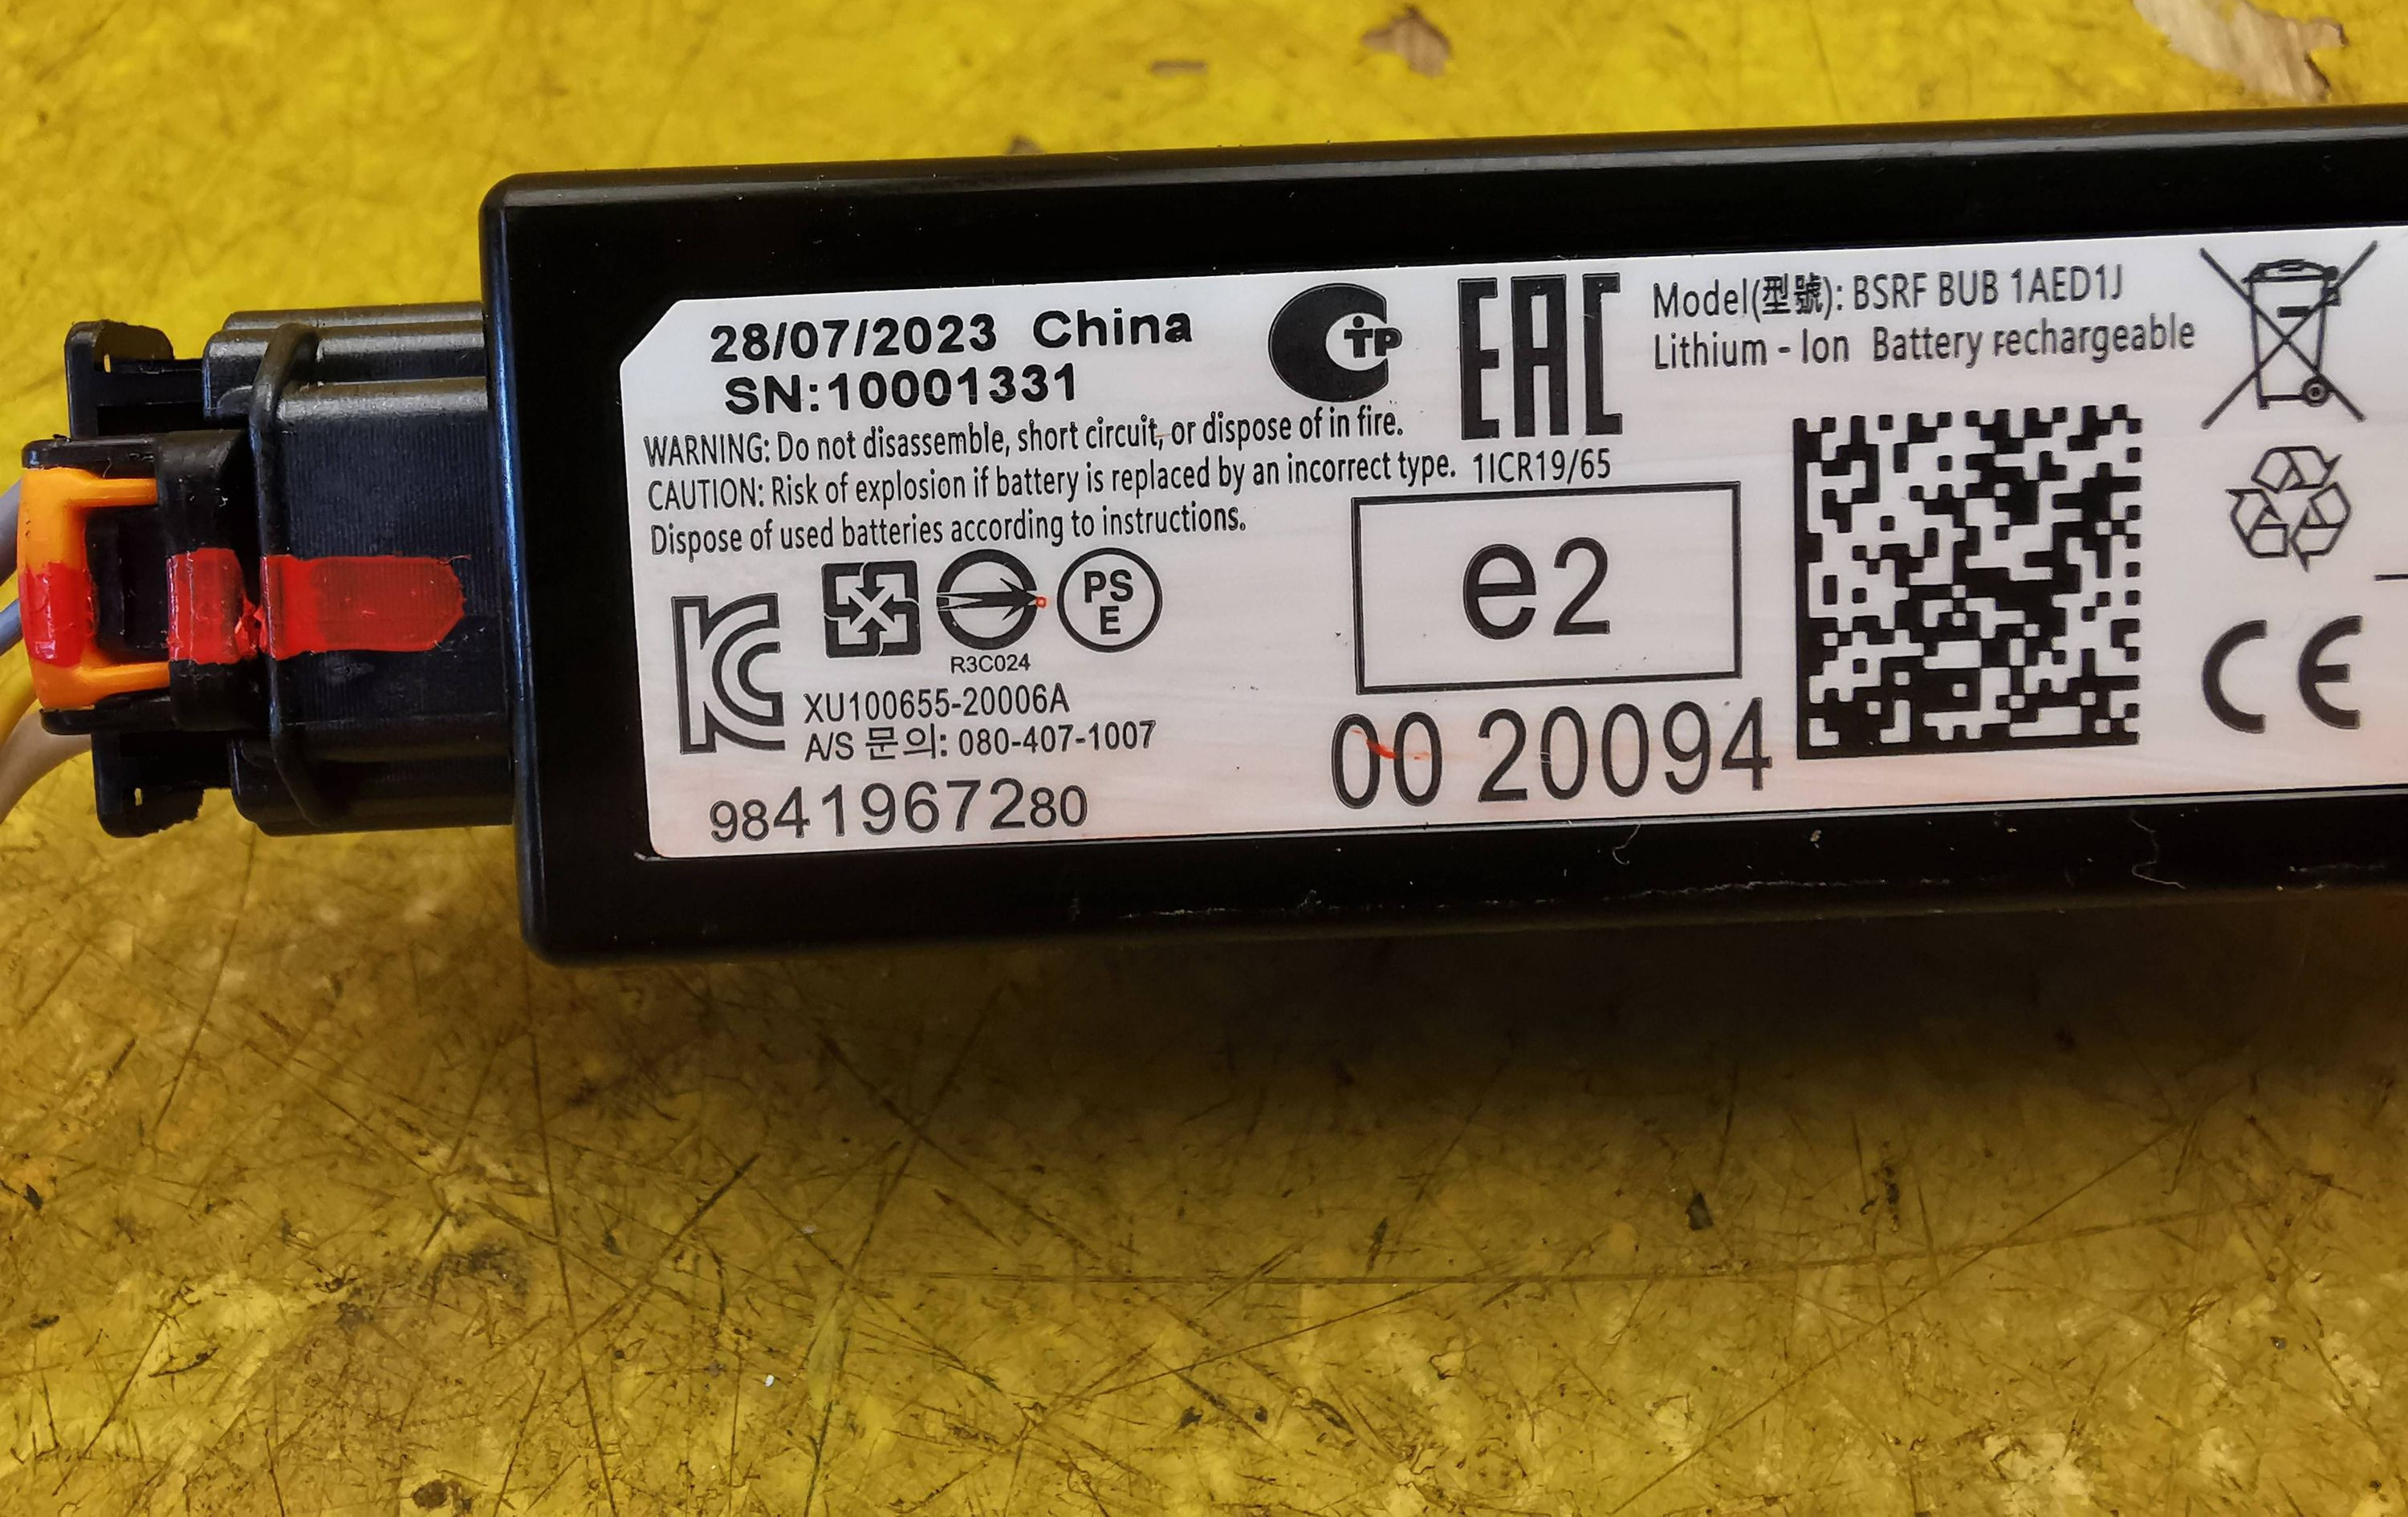 28/07/2023 China
SN:10001331
WARNING: Do not disassemble, short circuit, or dispose of in fire.
CAUTION: Risk of explosion if battery is replaced by an incorrect type. 1ICR19/65
Dispose of used batteries according to instructions.
PS
E
R3C024
KC
XU100655-20006A
A/S 문의: 080-407-1007
9841967280
CTP
EAC
e2
00 20094
Model(型號): BSRF BUB 1AED1J
Lithium - Ion Battery rechargeable
CE